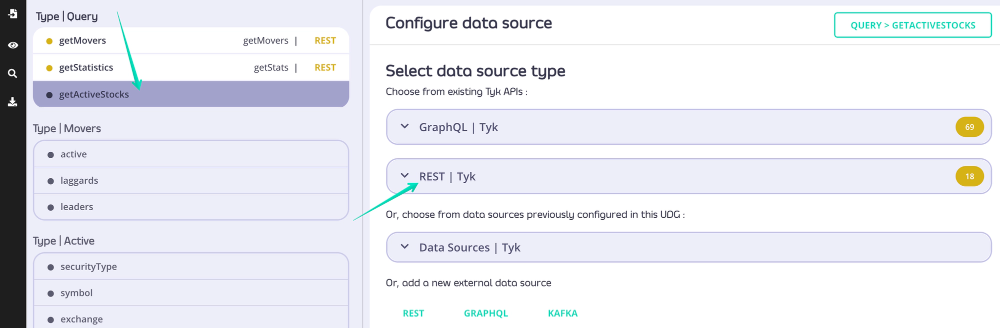 Type | Query
getMovers getMovers | REST
getStatistics getStats | REST
getActiveStocks
Type | Movers
active
laggards
leaders
Type | Active
securityType
symbol
exchange
Configure data source
QUERY > GETACTIVESTOCKS
Select data source type
Choose from existing Tyk APIs :
GraphQL | Tyk 69
REST | Tyk 18
Or, choose from data sources previously configured in this UDG :
Data Sources | Tyk
Or, add a new external data source
REST GRAPHQL KAFKA